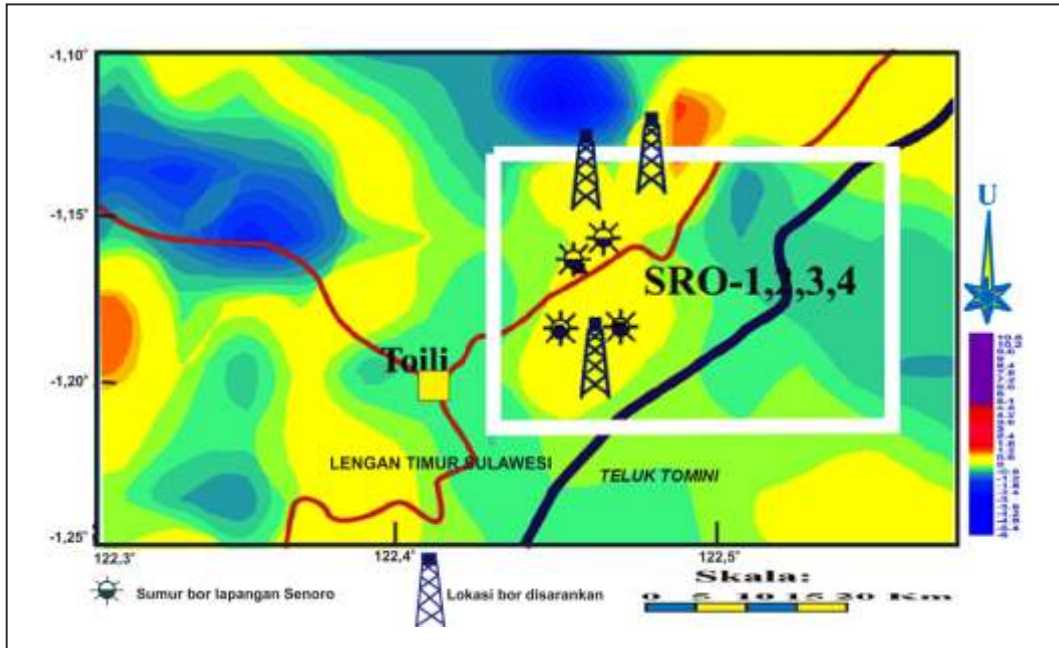 -1,10°
-1,15°
-1,20°
-1,25°
U
SRO-1,2,3,4
Toili
LENGAN TIMUR SULAWESI
TELUK TOMINI
122,3°
122,4°
122,5°
Sumur bor lapangan Senoro
Lokasi bor disarankan
Skala:
0 5 10 15 20 Km